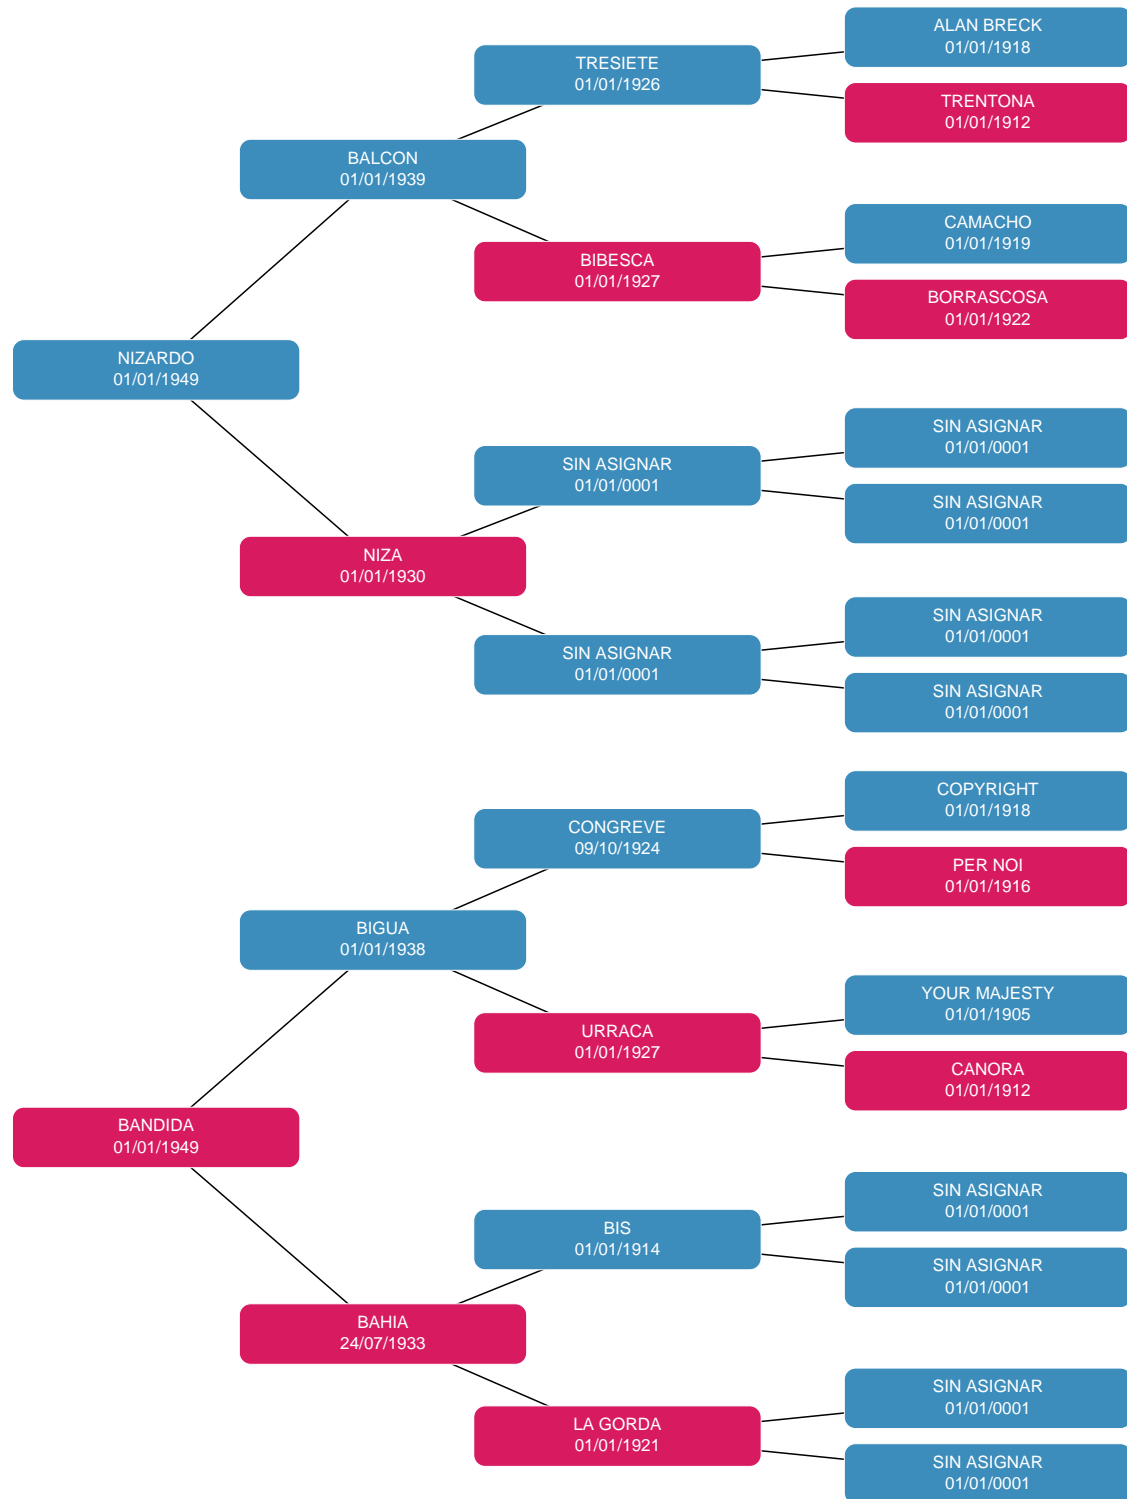 ALAN BRECK
01/01/1918
TRESIETE
01/01/1926
TRENTONA
01/01/1912
BALCON
01/01/1939
CAMACHO
01/01/1919
BIBESCA
01/01/1927
BORRASCOSA
01/01/1922
NIZARDO
01/01/1949
SIN ASIGNAR
01/01/0001
SIN ASIGNAR
01/01/0001
SIN ASIGNAR
01/01/0001
NIZA
01/01/1930
SIN ASIGNAR
01/01/0001
SIN ASIGNAR
01/01/0001
SIN ASIGNAR
01/01/0001
COPYRIGHT
01/01/1918
CONGREVE
09/10/1924
PER NOI
01/01/1916
BIGUA
01/01/1938
YOUR MAJESTY
01/01/1905
URRACA
01/01/1927
CANORA
01/01/1912
BANDIDA
01/01/1949
SIN ASIGNAR
01/01/0001
BIS
01/01/1914
SIN ASIGNAR
01/01/0001
BAHIA
24/07/1933
SIN ASIGNAR
01/01/0001
LA GORDA
01/01/1921
SIN ASIGNAR
01/01/0001